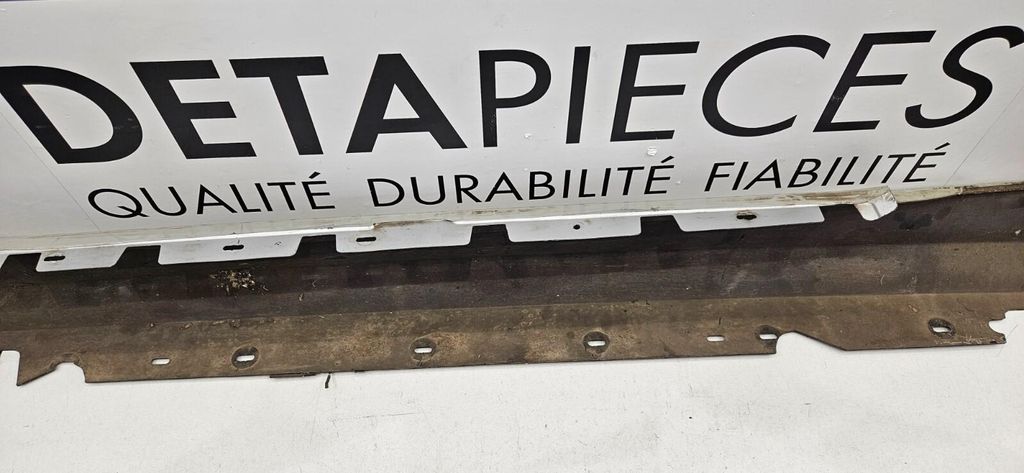 DETAPIECES
QUALITÉ DURABILITÉ FIABILITÉ